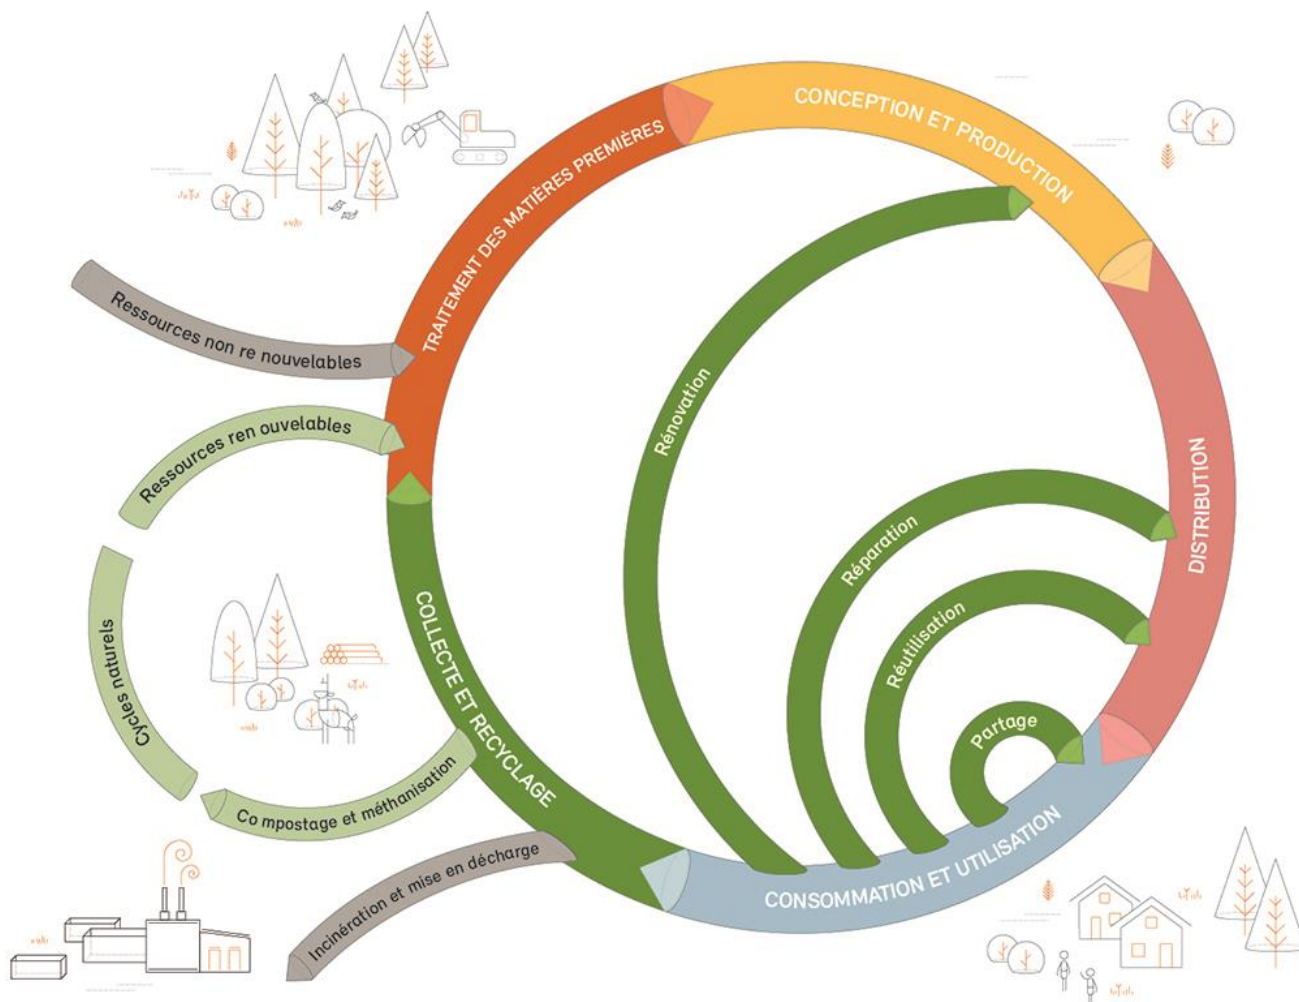 CONCEPTION ET PRODUCTION
TRAITEMENT DES MATIÈRES PREMIÈRES
Ressources non re nouvelables
Rénovation
Ressources ren ouvelables
DISTRIBUTION
Réparation
Réutilisation
COLLECTE ET RECYCLAGE
Cycles naturels
Partage
Co mpostage et méthanisation
Incinération et mise en décharge
CONSOMMATION ET UTILISATION